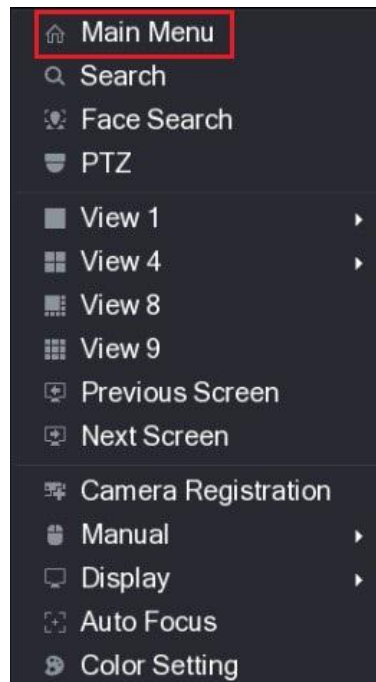 Main Menu
Search
Face Search
PTZ
View 1
View 4
View 8
View 9
Previous Screen
Next Screen
Camera Registration
Manual
Display
Auto Focus
Color Setting